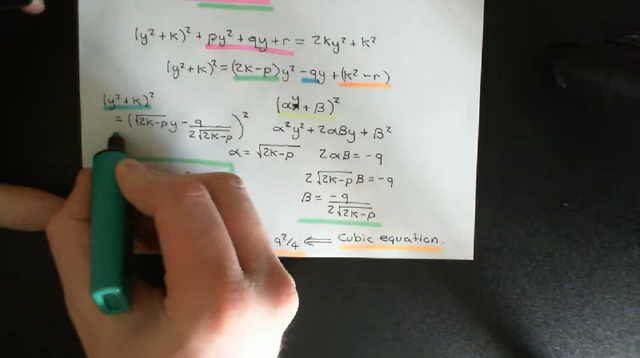 (y² + k)² + py² + qy + r = 2ky² + k²
(y² + k)² = (2k-p)y² - qy + (k² - r)
(y² + k)²
= (√2k-p y - q/2√2k-p)²
(αy + β)²
α²y² + 2αβy + β²
α = √2k-p 2αβ = -q
2√2k-p β = -q
β = -q/2√2k-p
q²/4 ⇐ Cubic equation.